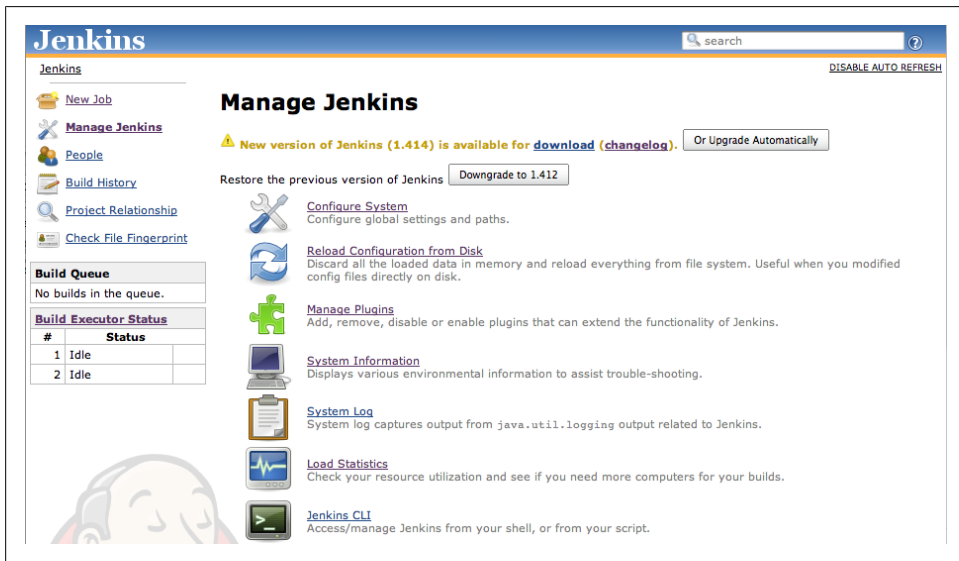 Jenkins
search
Jenkins
DISABLE AUTO REFRESH
New Job
Manage Jenkins
People
Build History
Project Relationship
Check File Fingerprint
Build Queue
No builds in the queue.
Build Executor Status
# Status
1 Idle
2 Idle
Manage Jenkins
New version of Jenkins (1.414) is available for download (changelog). Or Upgrade Automatically
Restore the previous version of Jenkins Downgrade to 1.412
Configure System
Configure global settings and paths.
Reload Configuration from Disk
Discard all the loaded data in memory and reload everything from file system. Useful when you modified
config files directly on disk.
Manage Plugins
Add, remove, disable or enable plugins that can extend the functionality of Jenkins.
System Information
Displays various environmental information to assist trouble-shooting.
System Log
System log captures output from java.util.logging output related to Jenkins.
Load Statistics
Check your resource utilization and see if you need more computers for your builds.
Jenkins CLI
Access/manage Jenkins from your shell, or from your script.